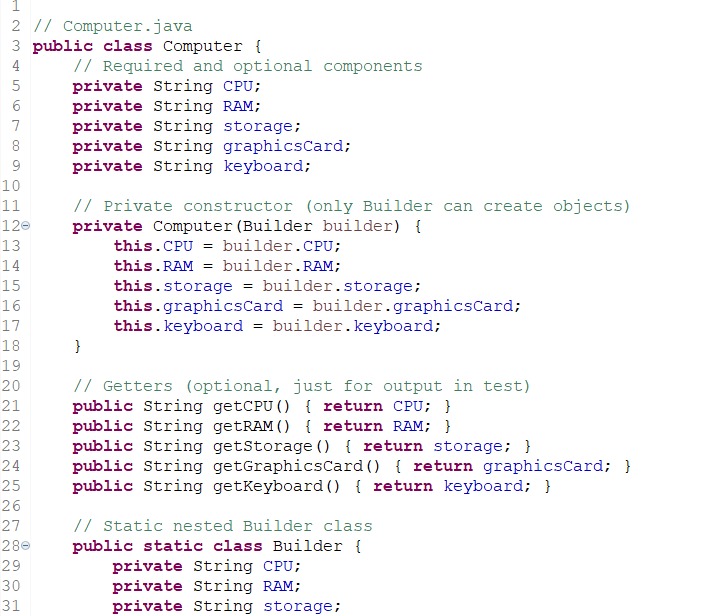 1
2 // Computer.java
3 public class Computer {
4     // Required and optional components
5     private String CPU;
6     private String RAM;
7     private String storage;
8     private String graphicsCard;
9     private String keyboard;
10
11     // Private constructor (only Builder can create objects)
12     private Computer(Builder builder) {
13         this.CPU = builder.CPU;
14         this.RAM = builder.RAM;
15         this.storage = builder.storage;
16         this.graphicsCard = builder.graphicsCard;
17         this.keyboard = builder.keyboard;
18     }
19
20     // Getters (optional, just for output in test)
21     public String getCPU() { return CPU; }
22     public String getRAM() { return RAM; }
23     public String getStorage() { return storage; }
24     public String getGraphicsCard() { return graphicsCard; }
25     public String getKeyboard() { return keyboard; }
26
27     // Static nested Builder class
28     public static class Builder {
29         private String CPU;
30         private String RAM;
31         private String storage;